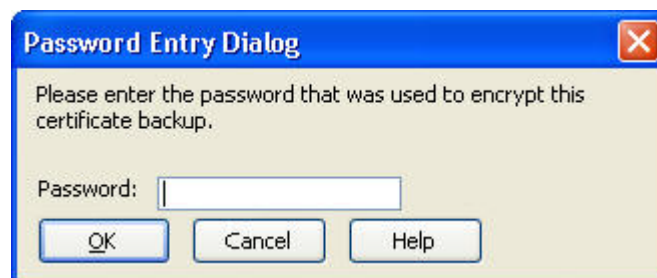 Password Entry Dialog
Please enter the password that was used to encrypt this
certificate backup.
Password:
OK Cancel Help